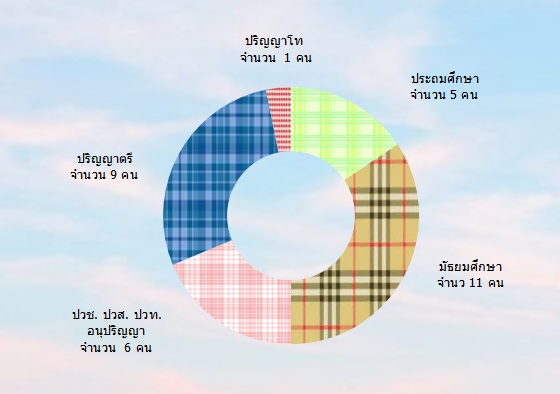 ปริญญาโท
จำนวน 1 คน
ประถมศึกษา
จำนวน 5 คน
ปริญญาตรี
จำนวน 9 คน
มัธยมศึกษา
จำนว 11 คน
ปวช. ปวส. ปวท.
อนุปริญญา
จำนวน 6 คน